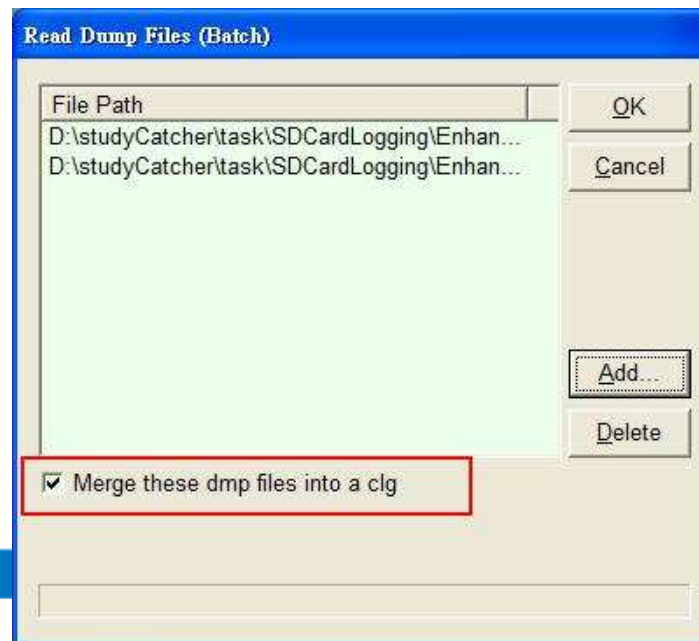 Read Dump Files (Batch)
File Path
D:\studyCatcher\task\SDCardLogging\Enhan...
D:\studyCatcher\task\SDCardLogging\Enhan...
OK
Cancel
Add...
Delete
Merge these dmp files into a clg